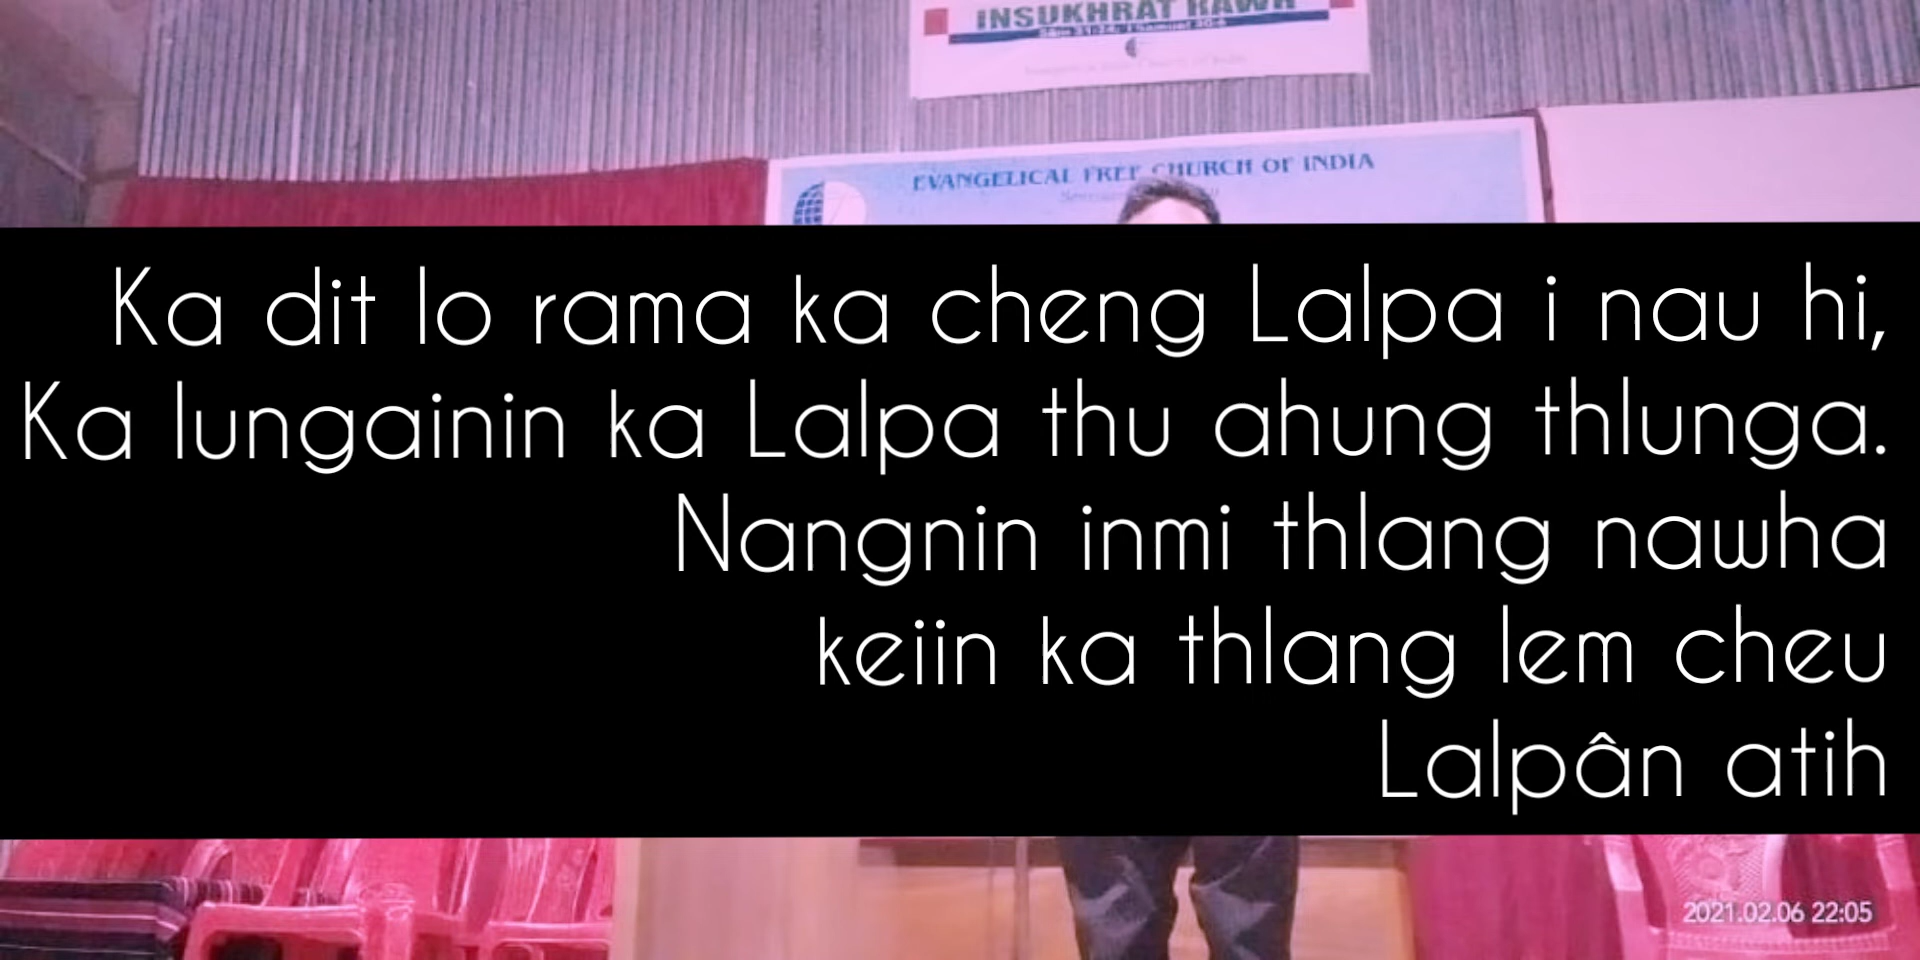 INSUKHRAT RAWH
EVANGELICAL FREE CHURCH OF INDIA
Ka dit lo rama ka cheng Lalpa i nau hi,
Ka lungainin ka Lalpa thu ahung thlunga.
Nangnin inmi thlang nawha
keiin ka thlang lem cheu
Lalpân atih
2021.02.06 22:05